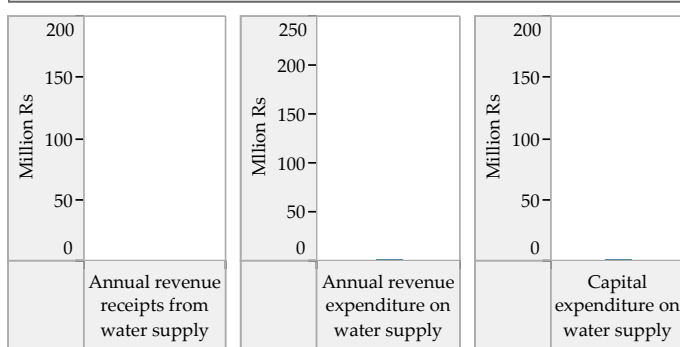 200
150
100
50
0
Million Rs
Annual revenue
receipts from
water supply
250
200
150
100
50
0
MIlion Rs
Annual revenue
expenditure on
water supply
200
150
100
50
0
Million Rs
Capital
expenditure on
water supply